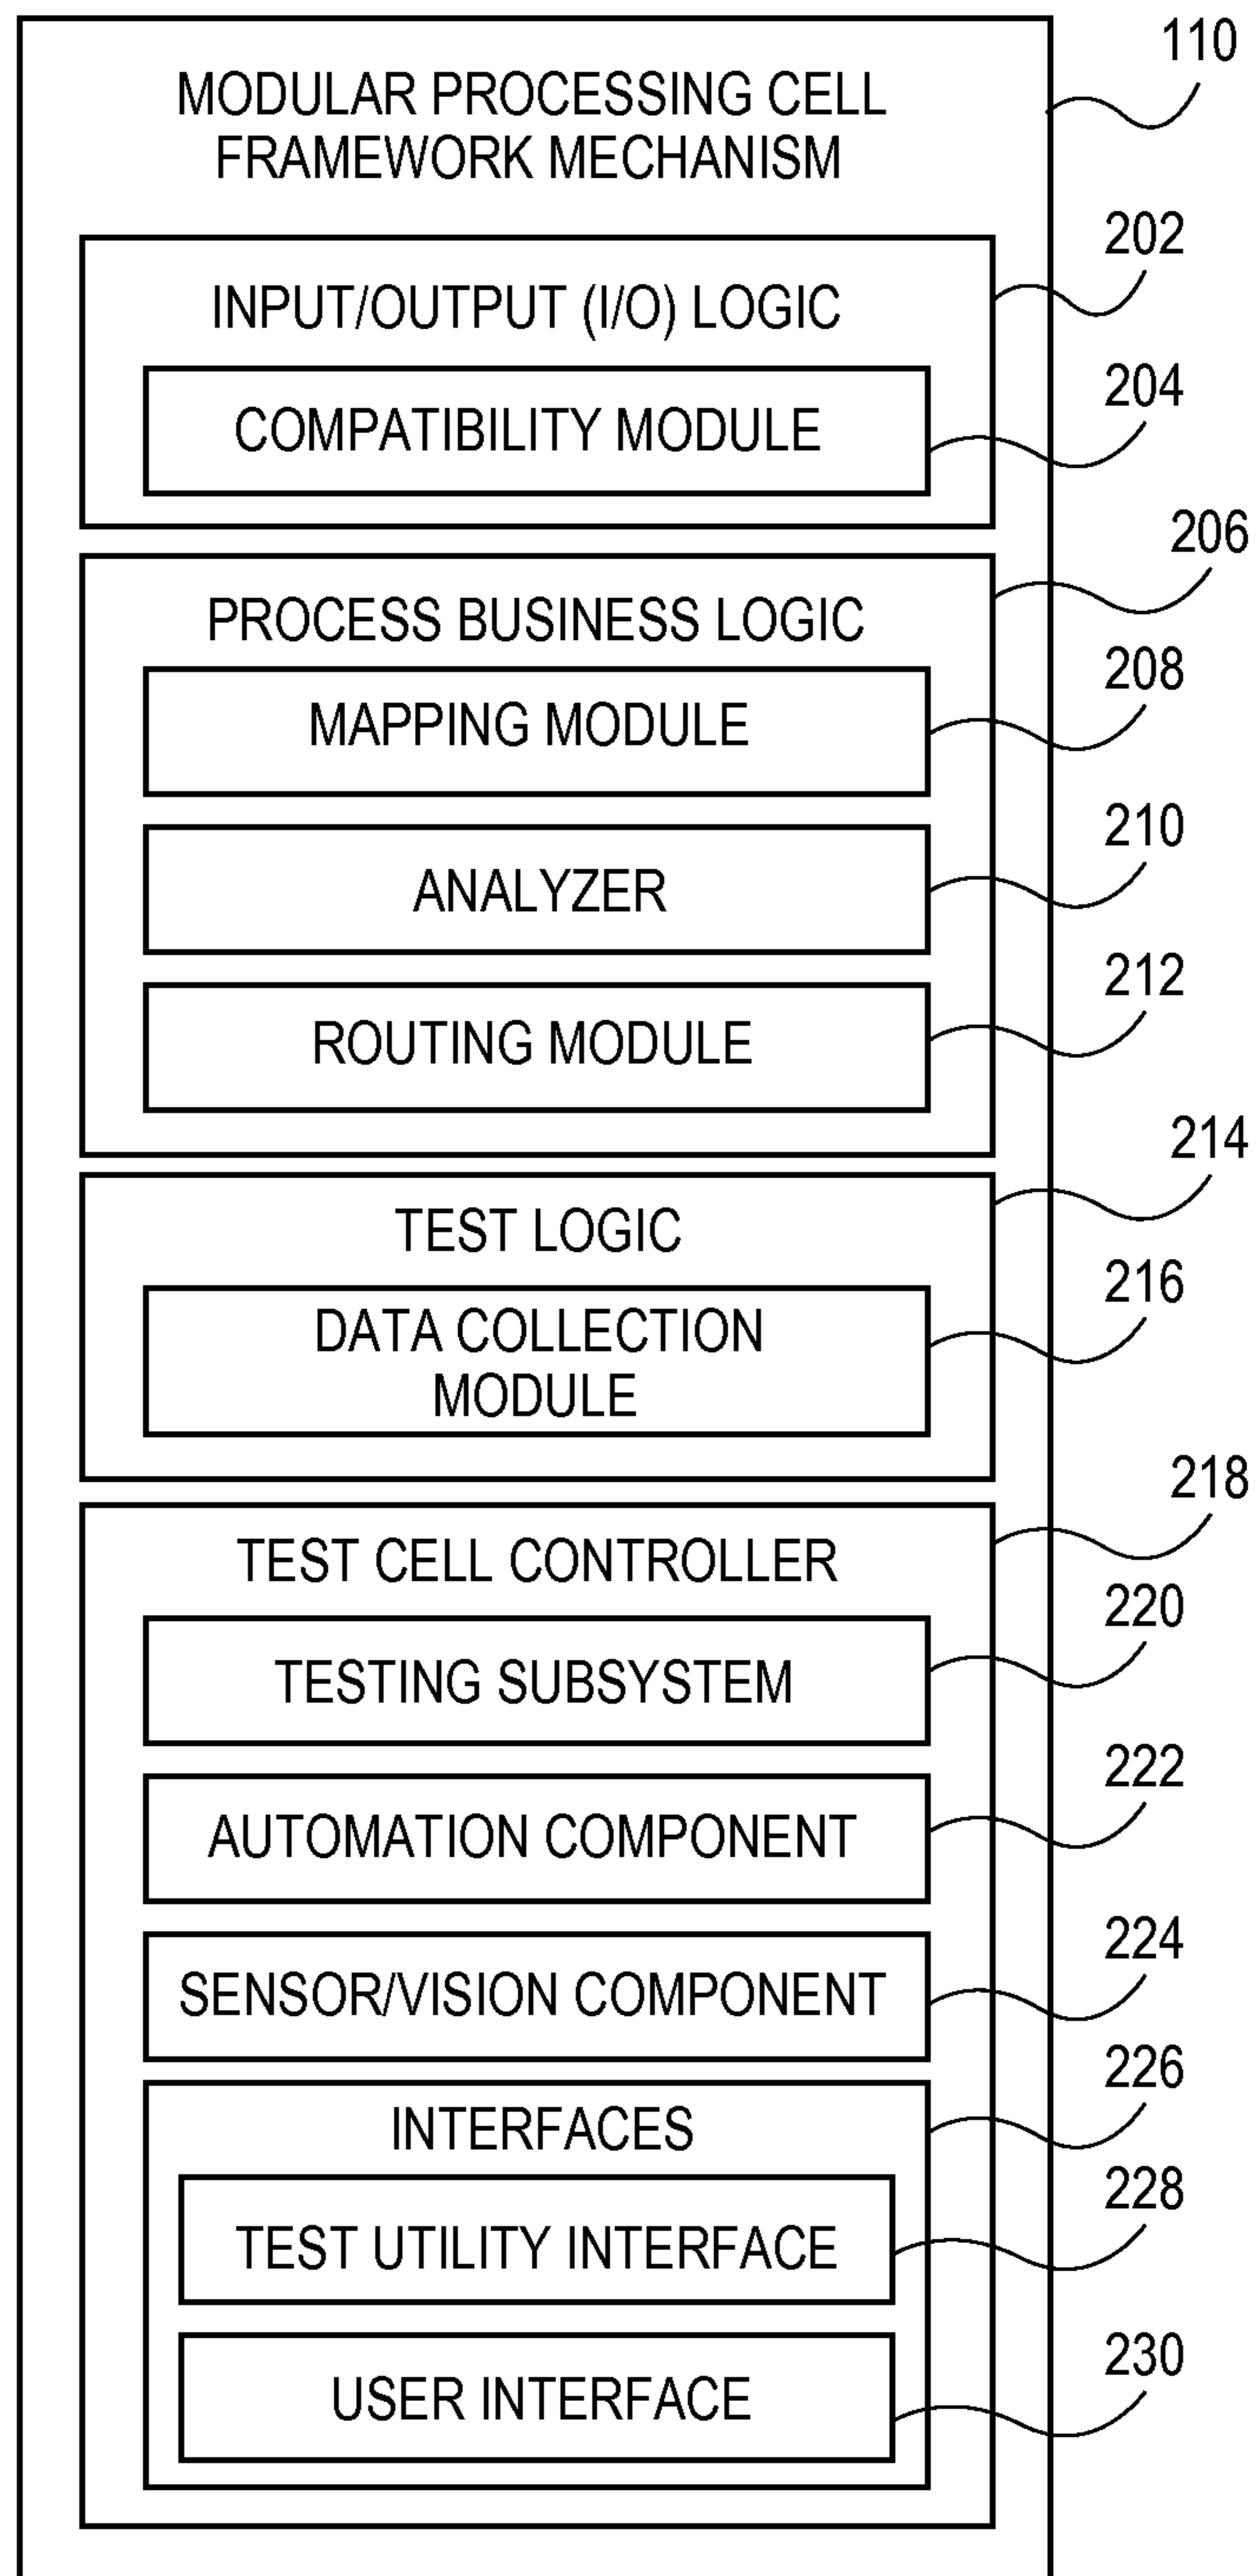 110
MODULAR PROCESSING CELL
FRAMEWORK MECHANISM
202
INPUT/OUTPUT (I/O) LOGIC
204
COMPATIBILITY MODULE
206
PROCESS BUSINESS LOGIC
208
MAPPING MODULE
210
ANALYZER
212
ROUTING MODULE
214
TEST LOGIC
216
DATA COLLECTION
MODULE
218
TEST CELL CONTROLLER
220
TESTING SUBSYSTEM
222
AUTOMATION COMPONENT
224
SENSOR/VISION COMPONENT
226
INTERFACES
228
TEST UTILITY INTERFACE
230
USER INTERFACE